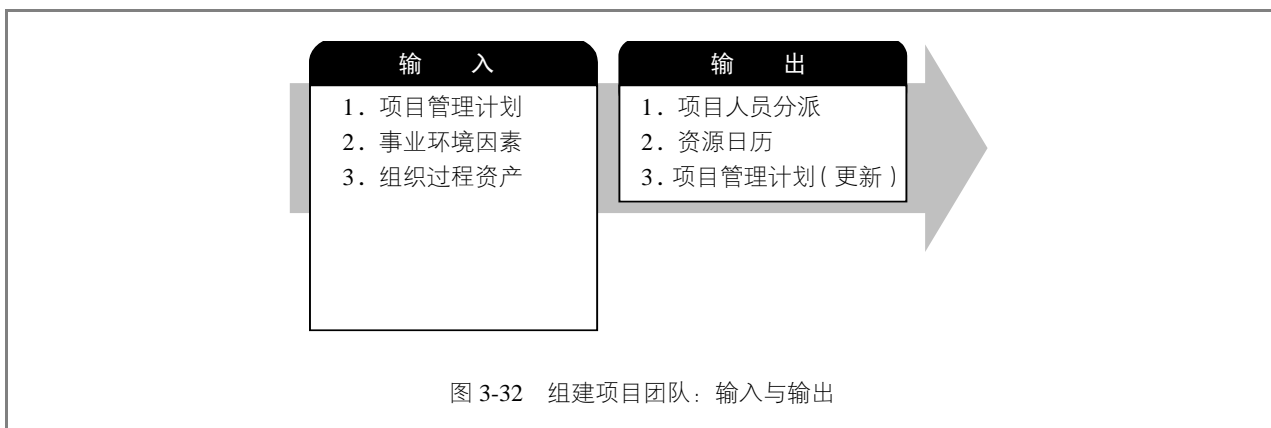 输 入
1．项目管理计划
2．事业环境因素
3．组织过程资产
输 出
1．项目人员分派
2．资源日历
3．项目管理计划（更新）
图 3-32 组建项目团队：输入与输出